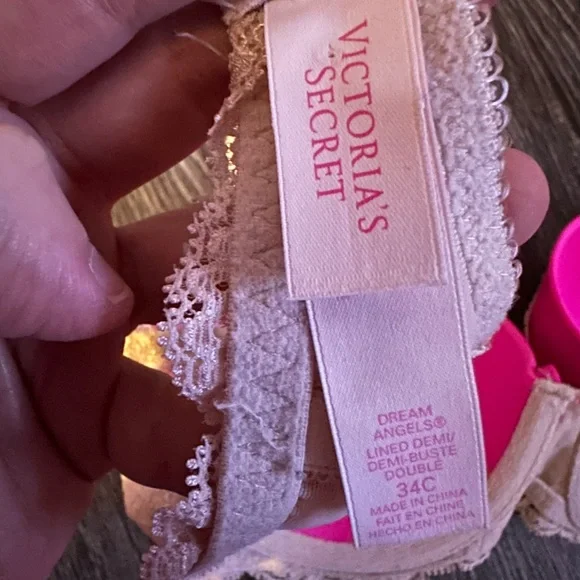 VICTORIA'S
SECRET
DREAM
ANGELS®
LINED DEMI/
DEMI-BUSTE
DOUBLÉ
34C
MADE IN CHINA
FAIT EN CHINE
HECHO EN CHINA